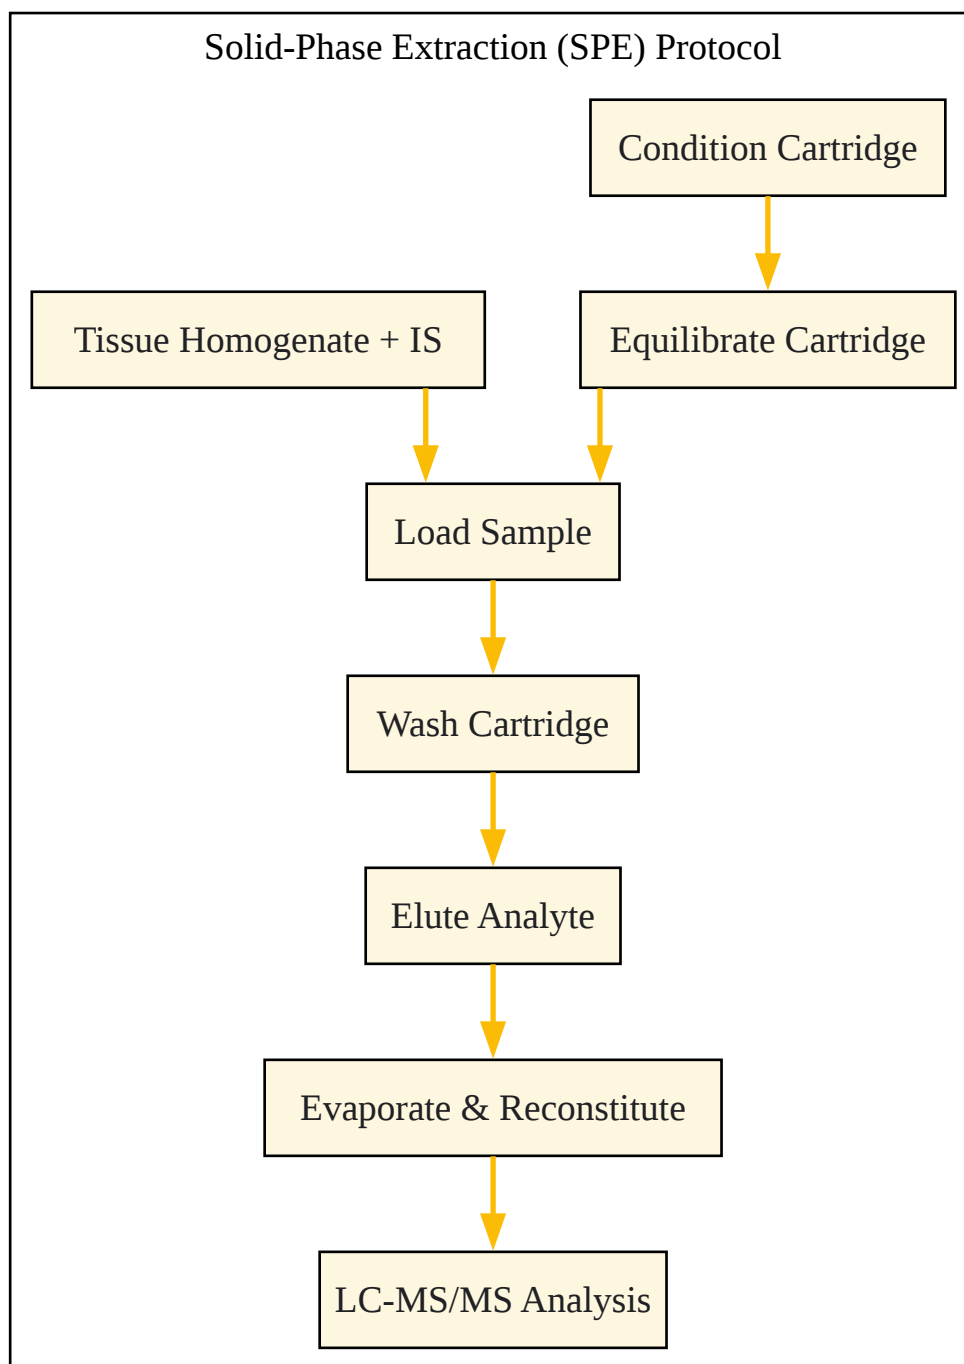 Solid-Phase Extraction (SPE) Protocol
Condition Cartridge
Tissue Homogenate + IS
Equilibrate Cartridge
Load Sample
Wash Cartridge
Elute Analyte
Evaporate & Reconstitute
LC-MS/MS Analysis